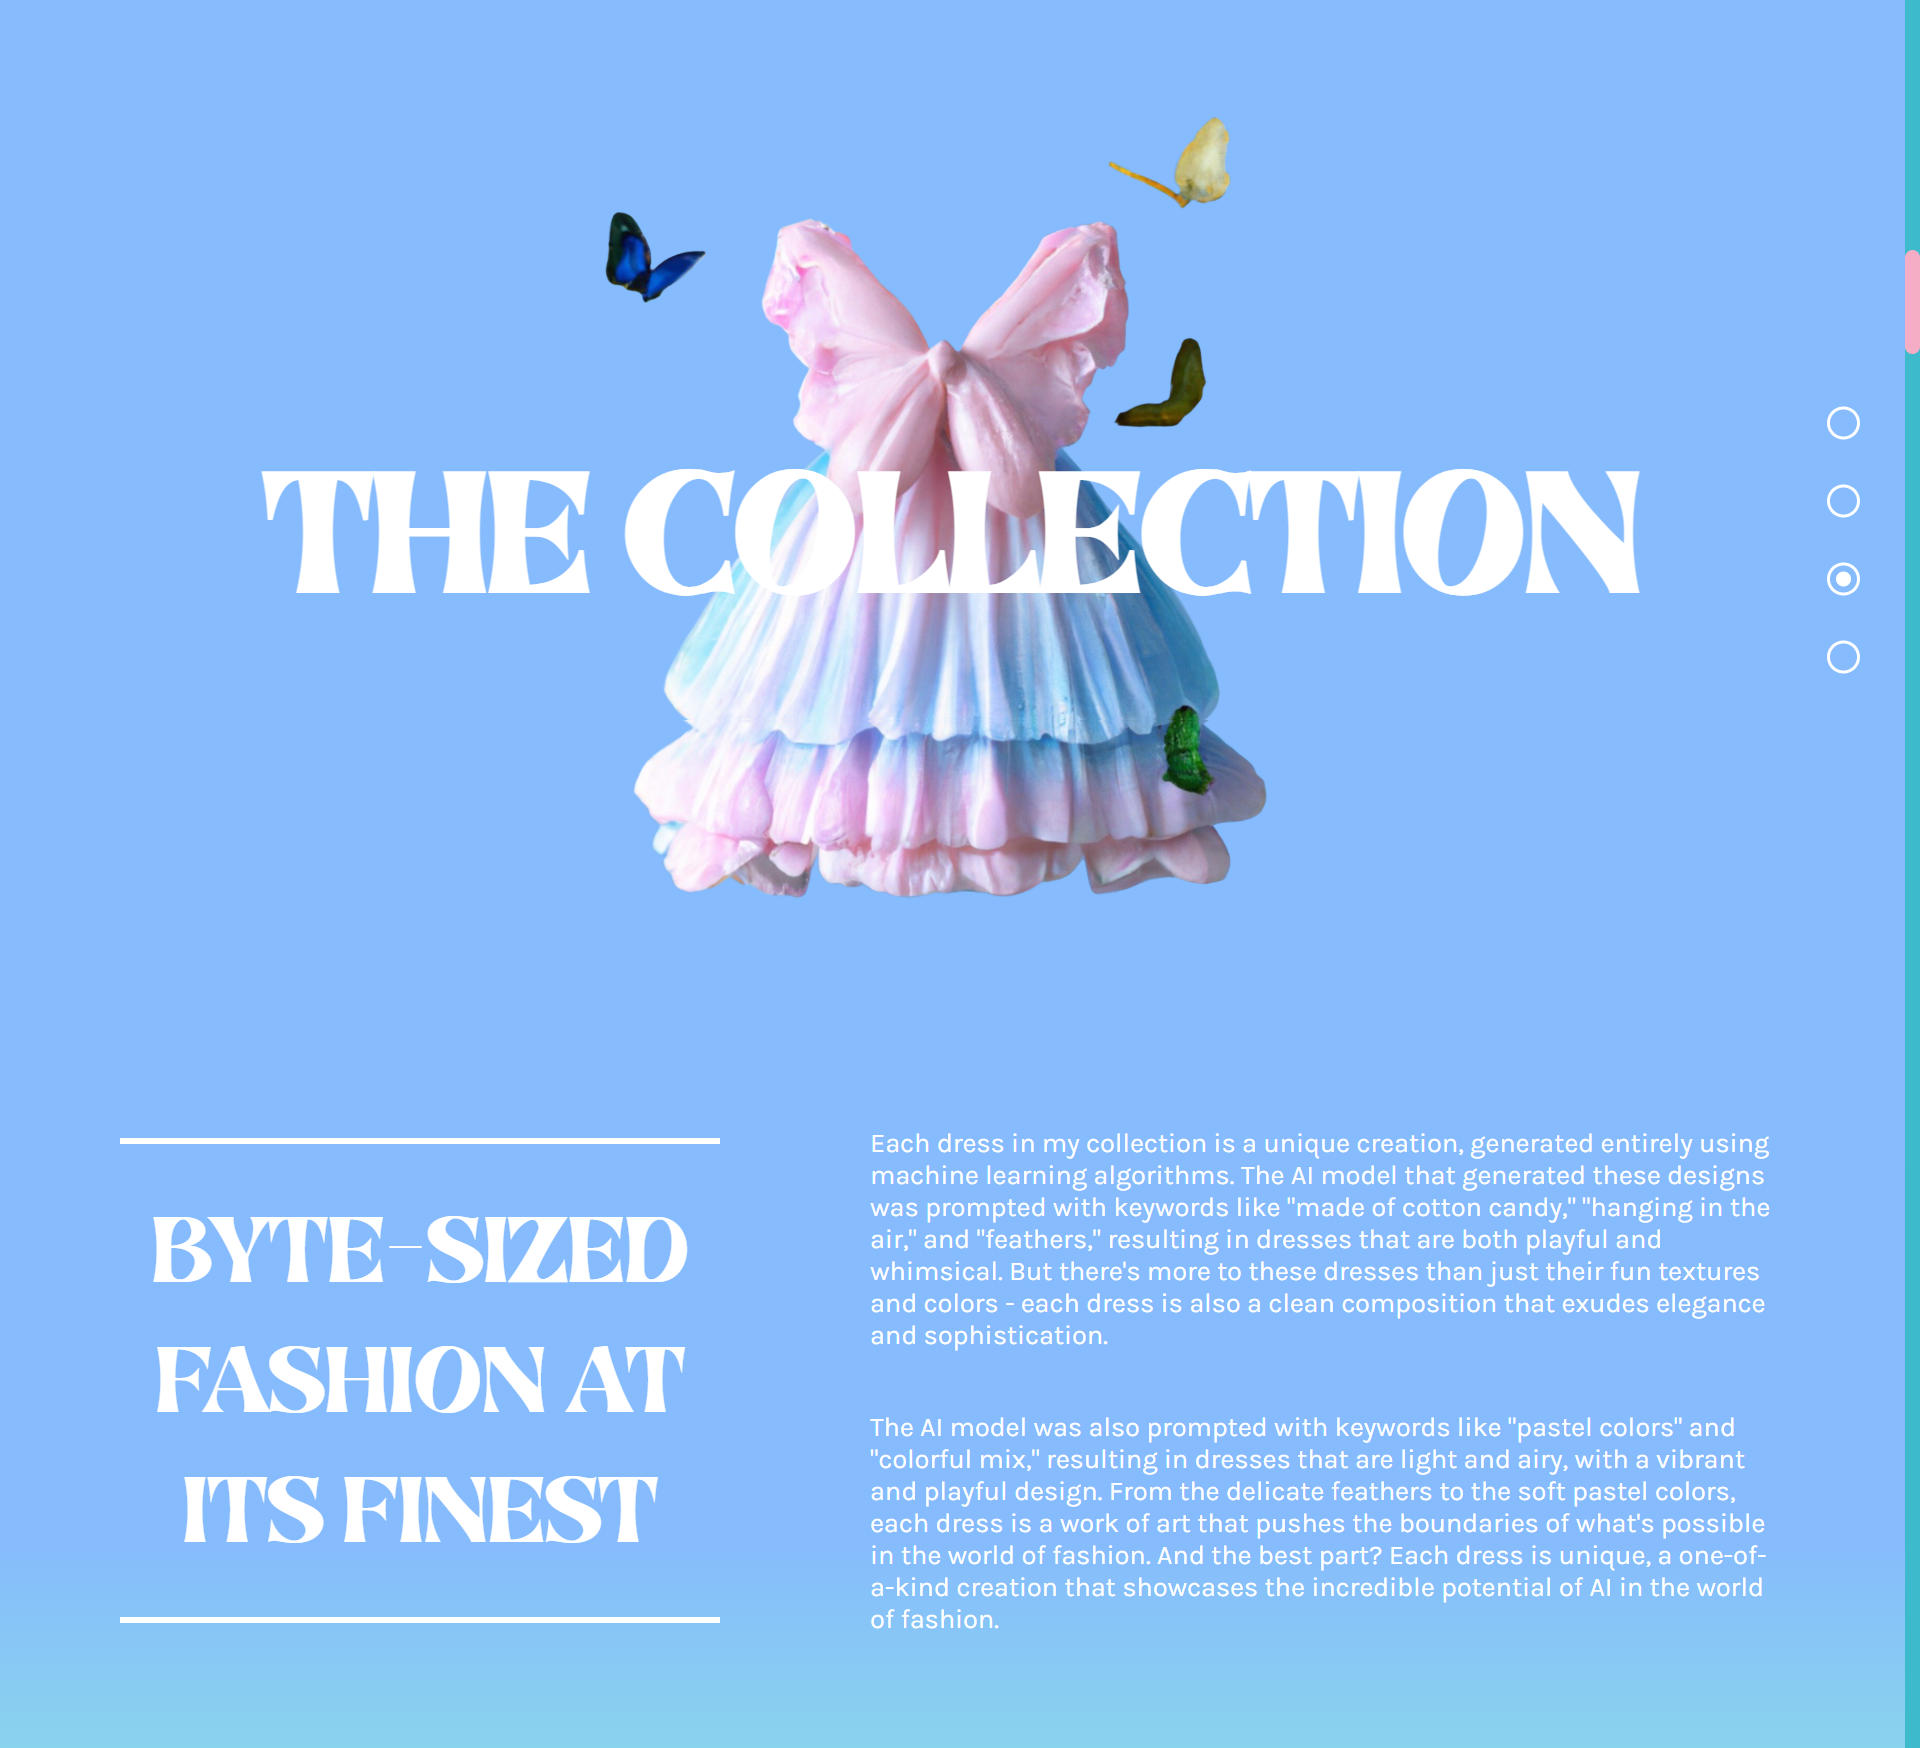 THE COLLECTION
BYTE-SIZED
FASHION AT
ITS FINEST
Each dress in my collection is a unique creation, generated entirely using
machine learning algorithms. The AI model that generated these designs
was prompted with keywords like "made of cotton candy," "hanging in the
air," and "feathers," resulting in dresses that are both playful and
whimsical. But there's more to these dresses than just their fun textures
and colors - each dress is also a clean composition that exudes elegance
and sophistication.
The AI model was also prompted with keywords like "pastel colors" and
"colorful mix," resulting in dresses that are light and airy, with a vibrant
and playful design. From the delicate feathers to the soft pastel colors,
each dress is a work of art that pushes the boundaries of what's possible
in the world of fashion. And the best part? Each dress is unique, a one-of-
a-kind creation that showcases the incredible potential of AI in the world
of fashion.